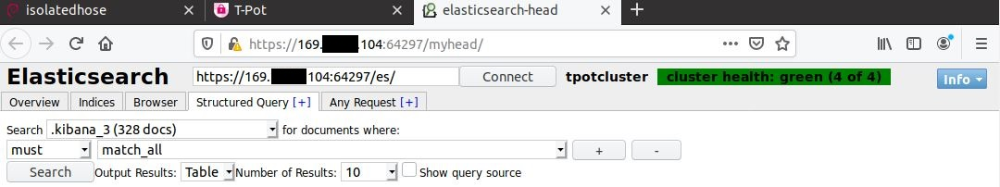 isolatedhose T-Pot elasticsearch-head
https://169. .104:64297/myhead/
Elasticsearch https://169. 104:64297/es/ Connect tpotcluster cluster health: green (4 of 4) Info
Overview Indices Browser Structured Query [+] Any Request [+]
Search .kibana_3 (328 docs) for documents where:
must match_all + -
Search Output Results: Table Number of Results: 10 Show query source